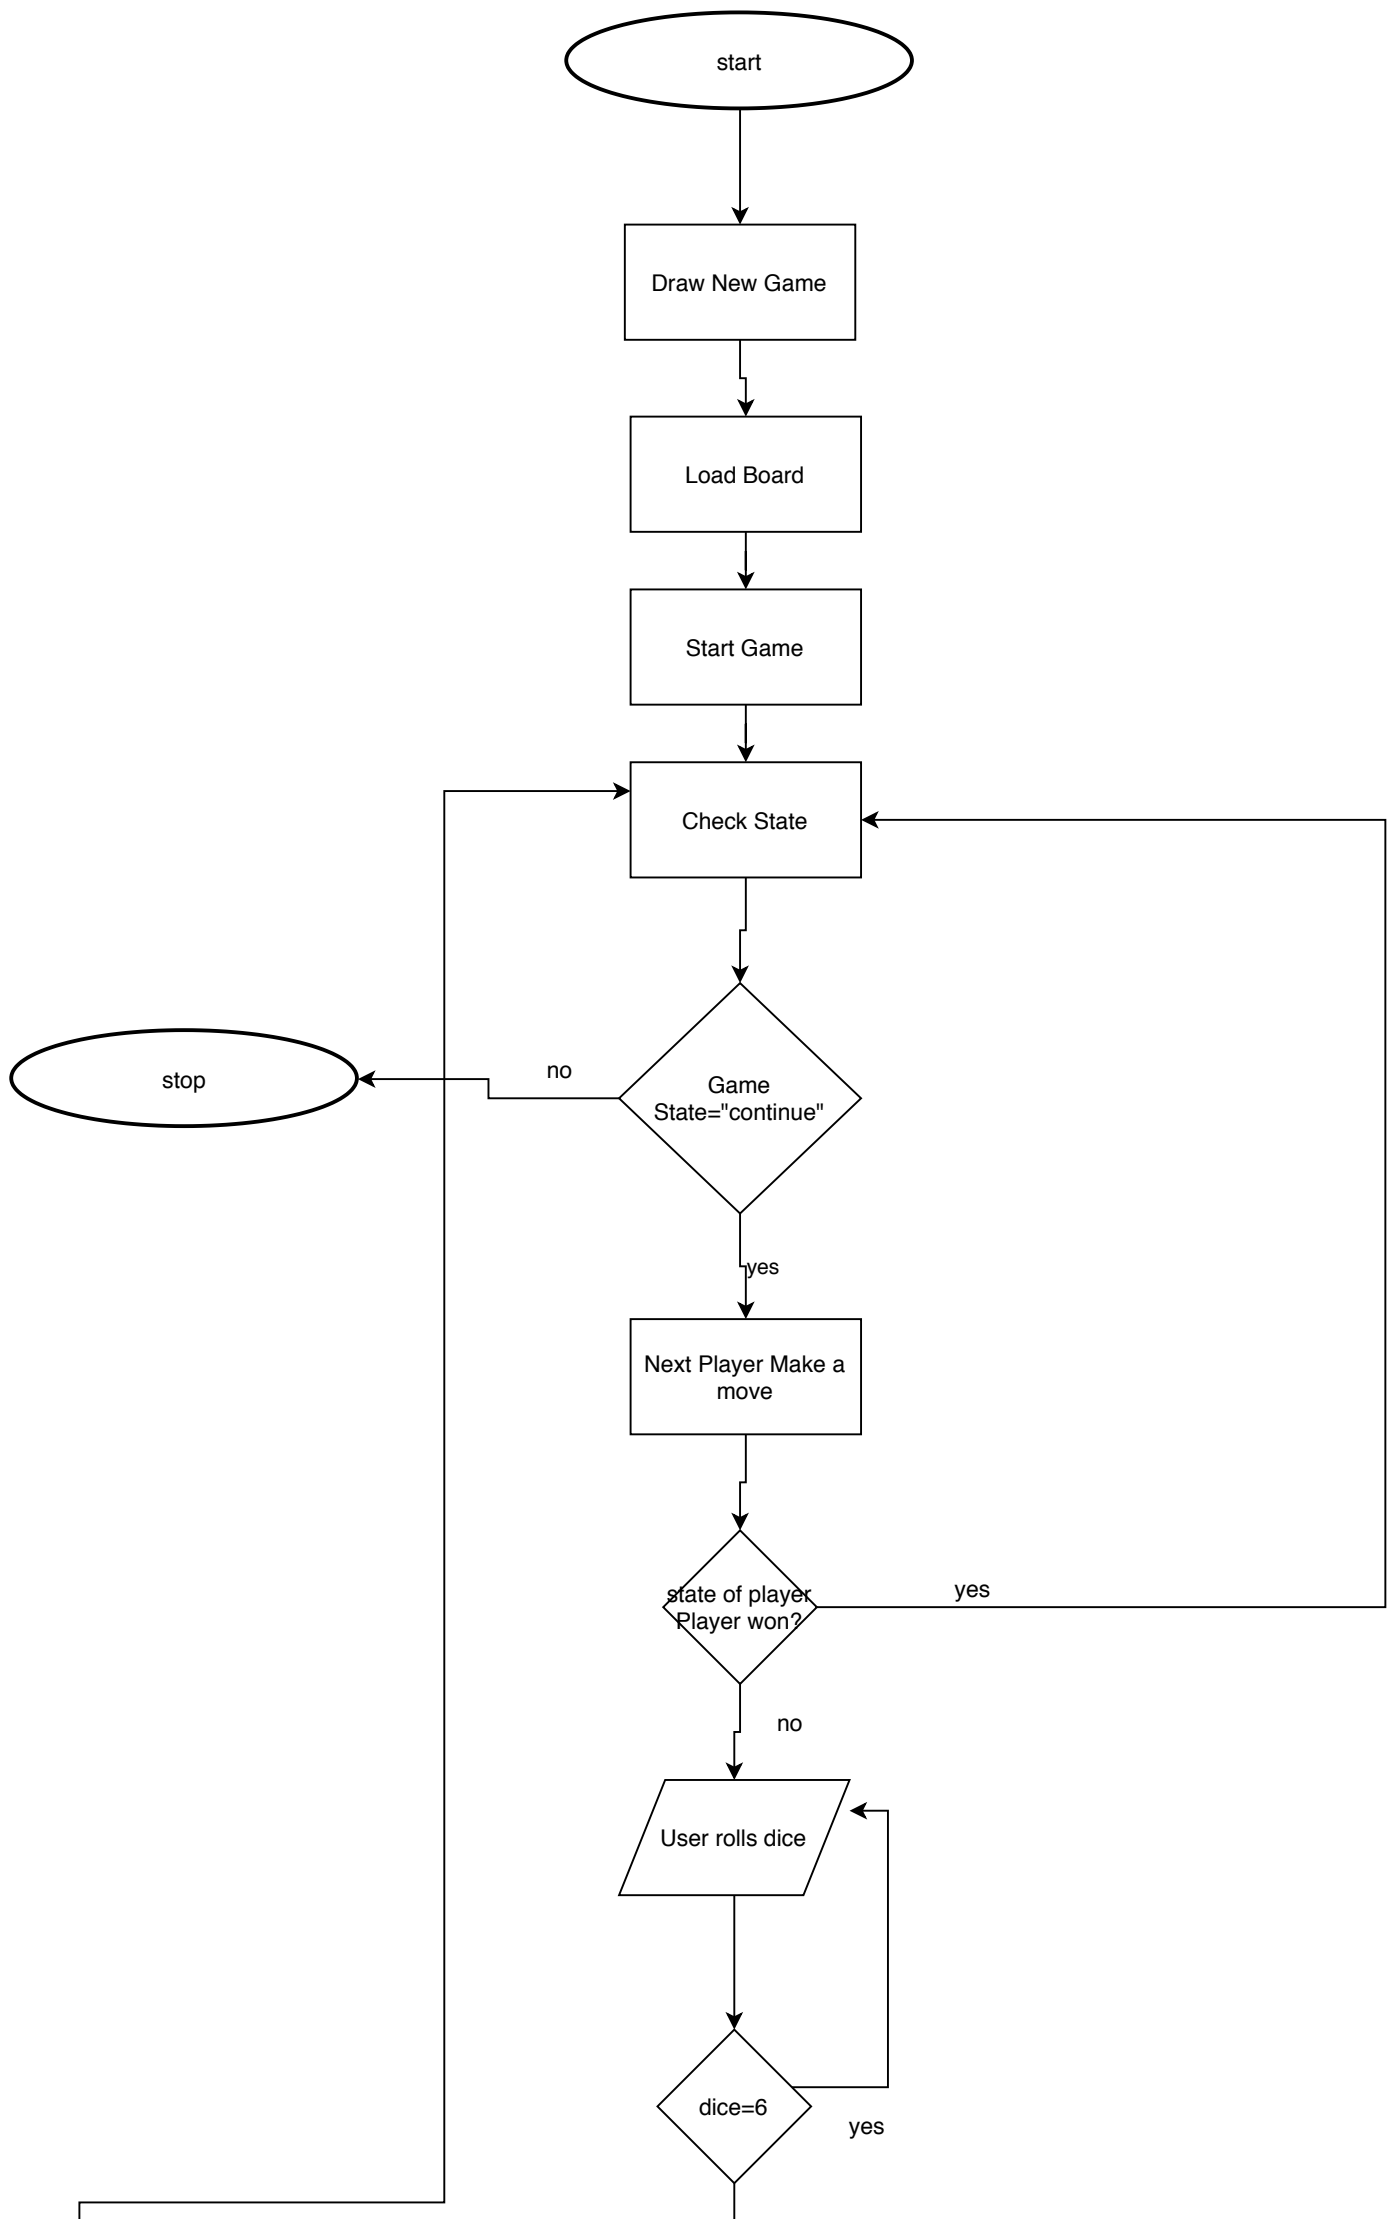 start
Draw New Game
Load Board
Start Game
Check State
stop
no
Game
State="continue"
yes
Next Player Make a
move
state of player
Player won?
yes
no
User rolls dice
dice=6
yes